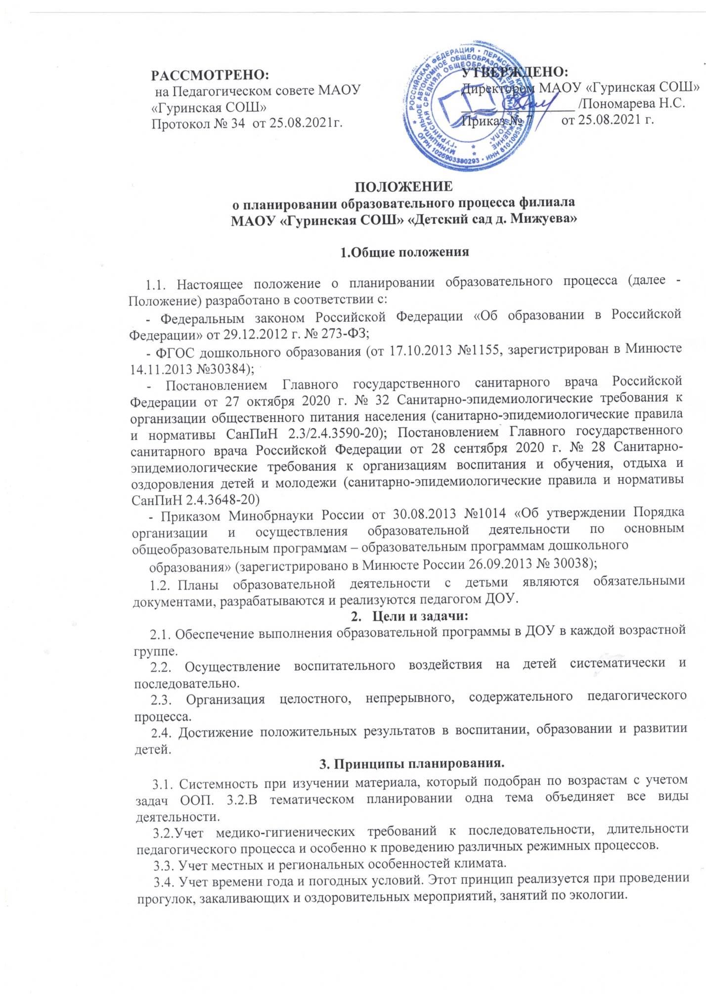 РАССМОТРЕНО:
на Педагогическом совете МАОУ
«Гуринская СОШ»
Протокол № 34 от 25.08.2021г.
УТВЕРЖДЕНО:
Директором МАОУ «Гуринская СОШ»
/Пономарева Н.С.
Приказ № 7 от 25.08.2021 г.
РОССИЙСКАЯ ФЕДЕРАЦИЯ • ПЕРМСКИЙ
ОГРН 1025903380293 • ИНН
ПОЛОЖЕНИЕ
о планировании образовательного процесса филиала
МАОУ «Гуринская СОШ» «Детский сад д. Мижуева»
1.Общие положения
1.1. Настоящее положение о планировании образовательного процесса (далее -
Положение) разработано в соответствии с:
- Федеральным законом Российской Федерации «Об образовании в Российской
Федерации» от 29.12.2012 г. № 273-ФЗ;
- ФГОС дошкольного образования (от 17.10.2013 №1155, зарегистрирован в Минюсте
14.11.2013 №30384);
- Постановлением Главного государственного санитарного врача Российской
Федерации от 27 октября 2020 г. № 32 Санитарно-эпидемиологические требования к
организации общественного питания населения (санитарно-эпидемиологические правила
и нормативы СанПиН 2.3/2.4.3590-20); Постановлением Главного государственного
санитарного врача Российской Федерации от 28 сентября 2020 г. № 28 Санитарно-
эпидемиологические требования к организациям воспитания и обучения, отдыха и
оздоровления детей и молодежи (санитарно-эпидемиологические правила и нормативы
СанПиН 2.4.3648-20)
- Приказом Минобрнауки России от 30.08.2013 №1014 «Об утверждении Порядка
организации и осуществления образовательной деятельности по основным
общеобразовательным программам – образовательным программам дошкольного
образования» (зарегистрировано в Минюсте России 26.09.2013 № 30038);
1.2. Планы образовательной деятельности с детьми являются обязательными
документами, разрабатываются и реализуются педагогом ДОУ.
2. Цели и задачи:
2.1. Обеспечение выполнения образовательной программы в ДОУ в каждой возрастной
группе.
2.2. Осуществление воспитательного воздействия на детей систематически и
последовательно.
2.3. Организация целостного, непрерывного, содержательного педагогического
процесса.
2.4. Достижение положительных результатов в воспитании, образовании и развитии
детей.
3. Принципы планирования.
3.1. Системность при изучении материала, который подобран по возрастам с учетом
задач ООП. 3.2.В тематическом планировании одна тема объединяет все виды
деятельности.
3.2.Учет медико-гигиенических требований к последовательности, длительности
педагогического процесса и особенно к проведению различных режимных процессов.
3.3. Учет местных и региональных особенностей климата.
3.4. Учет времени года и погодных условий. Этот принцип реализуется при проведении
прогулок, закаливающих и оздоровительных мероприятий, занятий по экологии.